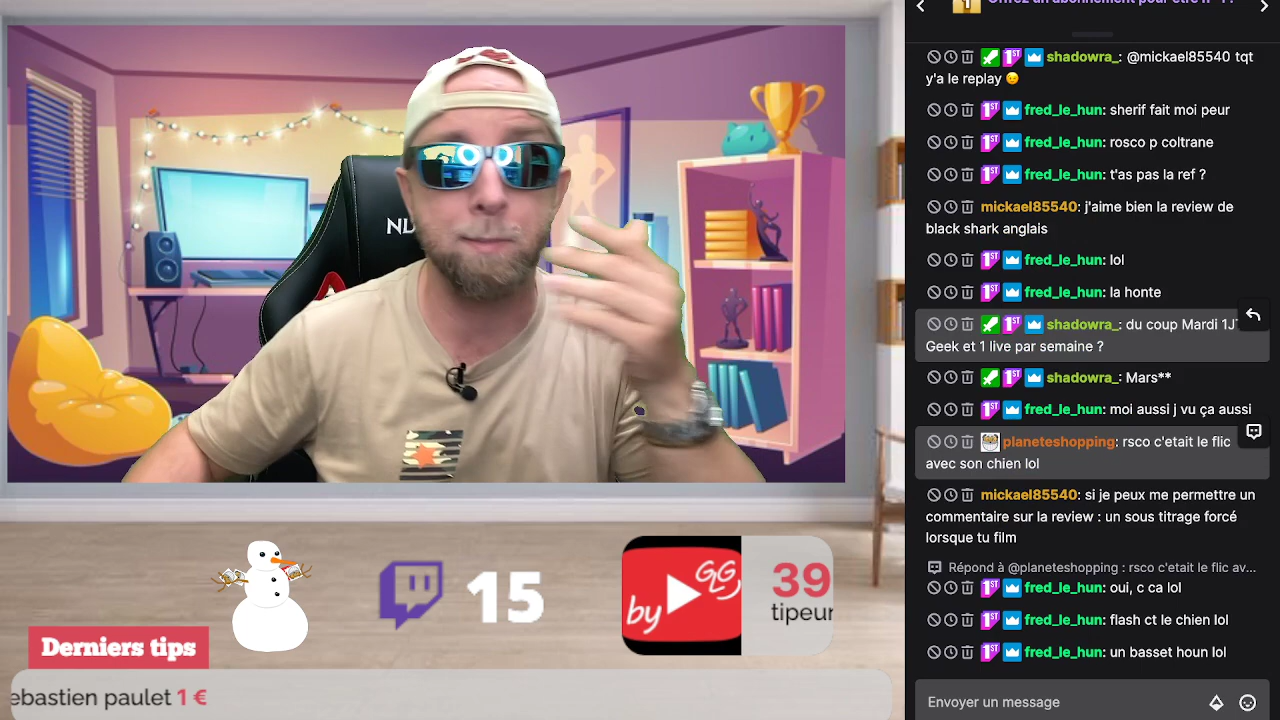 shadowra_: @mickael85540 tqt
y'a le replay
fred_le_hun: sherif fait moi peur
fred_le_hun: rosco p coltrane
fred_le_hun: t'as pas la ref ?
mickael85540: j'aime bien la review de
black shark anglais
fred_le_hun: lol
fred_le_hun: la honte
shadowra_: du coup Mardi 1J
Geek et 1 live par semaine ?
shadowra_: Mars**
fred_le_hun: moi aussi j vu ça aussi
planeteshopping: rsco c'etait le flic
avec son chien lol
mickael85540: si je peux me permettre un
commentaire sur la review : un sous titrage forcé
lorsque tu film
Répond à @planeteshopping : rsco c'etait le flic av...
fred_le_hun: oui, c ca lol
fred_le_hun: flash ct le chien lol
fred_le_hun: un basset houn lol
Envoyer un message
15
by GG
39
tipeur
Derniers tips
ebastien paulet 1 €